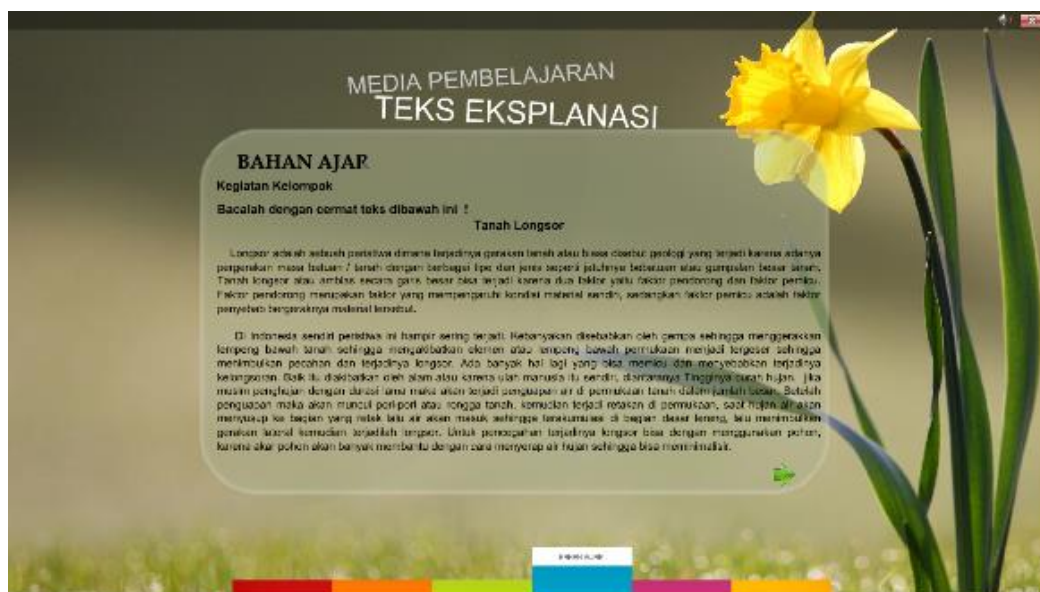 MEDIA PEMBELAJARAN
TEKS EKSPLANASI
BAHAN AJAR
Kegiatan Kelompok
Bacalah dengan cermat teks dibawah ini !
Tanah Longsor
Longsor adalah sebuah peristiwa dimana terjadinya gerakan tanah atau biasa disebut geologi yang terjadi karena adanya
pergerakan masa batuan / tanah dengan berbagai tipe dan jenis seperti jatuhnya bebatuan atau gumpalan besar tanah.
Tanah longsor atau amblas secara garis besar bisa terjadi karena dua faktor yaitu faktor pendorong dan faktor pemicu.
Faktor pendorong merupakan faktor yang mempengaruhi kondisi material sendiri, sedangkan faktor pemicu adalah faktor
penyebab bergeraknya material tersebut.
Di Indonesia sendiri peristiwa ini hampir sering terjadi. Kebanyakan disebabkan oleh gempa sehingga menggerakkan
lempeng bawah tanah sehingga mengakibatkan elemen atau lempeng bawah permukaan menjadi tergeser sehingga
menimbulkan pecahan dan terjadinya longsor. Ada banyak hal lagi yang bisa memicu dan menyebabkan terjadinya
kelongsoran. Baik itu diakibatkan oleh alam atau karena ulah manusia itu sendiri, diantaranya Tingginya curah hujan. jika
musim penghujan dengan durasi lama maka akan terjadi penguapan air di permukaan tanah dalam jumlah besar. Setelah
penguapan maka akan muncul pori-pori atau rongga tanah, kemudian terjadi retakan di permukaan, saat hujan air akan
menyusup ke bagian yang retak lalu air akan masuk sehingga terakumulasi di bagian dasar lereng, lalu menimbulkan
gerakan lateral kemudian terjadilah longsor. Untuk pencegahan terjadinya longsor bisa dengan menggunakan pohon,
karena akar pohon akan banyak membantu dengan cara menyerap air hujan sehingga bisa meminimalisir.
BAHAN AJAR